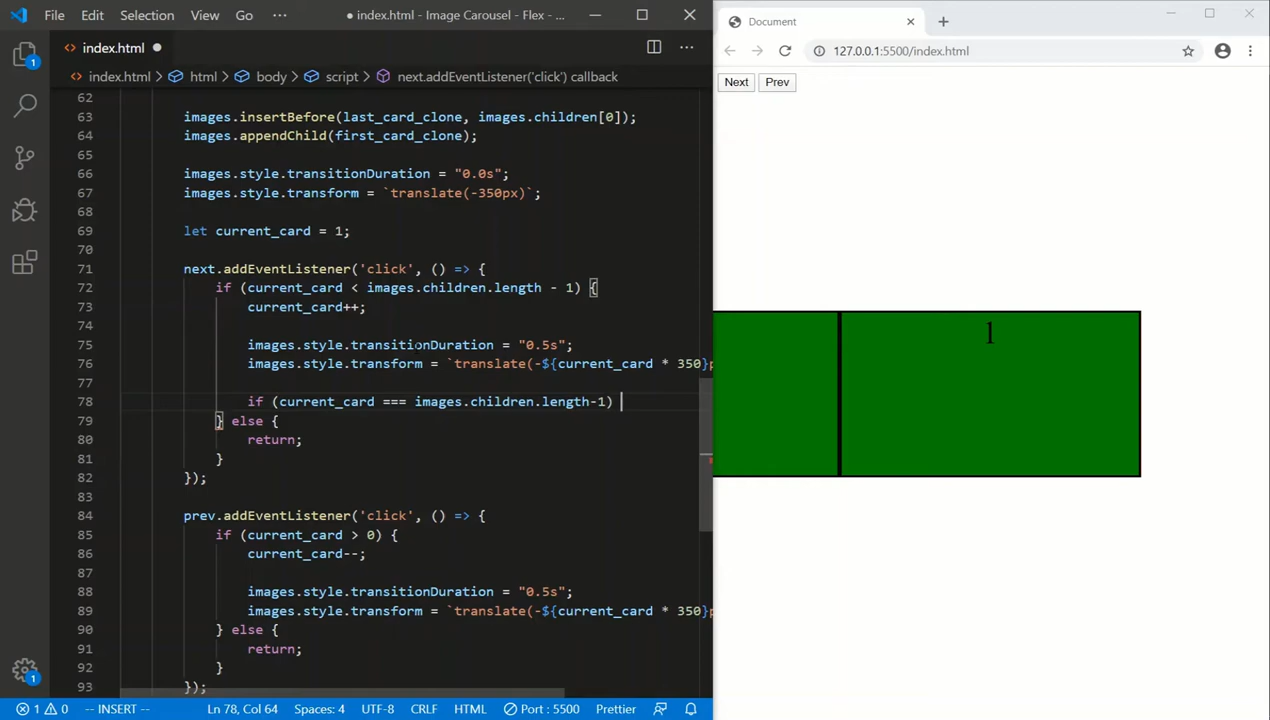 File Edit Selection View Go ··· ● index.html - Image Carousel - Flex - ...
index.html ●
index.html > html > body > script > next.addEventListener('click') callback
62
63 images.insertBefore(last_card_clone, images.children[0]);
64 images.appendChild(first_card_clone);
65
66 images.style.transitionDuration = "0.0s";
67 images.style.transform = `translate(-350px)`;
68
69 let current_card = 1;
70
71 next.addEventListener('click', () => {
72 if (current_card < images.children.length - 1) {
73 current_card++;
74
75 images.style.transitionDuration = "0.5s";
76 images.style.transform = `translate(-${current_card * 350}p
77
78 if (current_card === images.children.length-1)
79 } else {
80 return;
81 }
82 });
83
84 prev.addEventListener('click', () => {
85 if (current_card > 0) {
86 current_card--;
87
88 images.style.transitionDuration = "0.5s";
89 images.style.transform = `translate(-${current_card * 350}p
90 } else {
91 return;
92 }
93 });
1
1
1 0 -- INSERT -- Ln 78, Col 64 Spaces: 4 UTF-8 CRLF HTML Port : 5500 Prettier
Document
127.0.0.1:5500/index.html
Next Prev
1